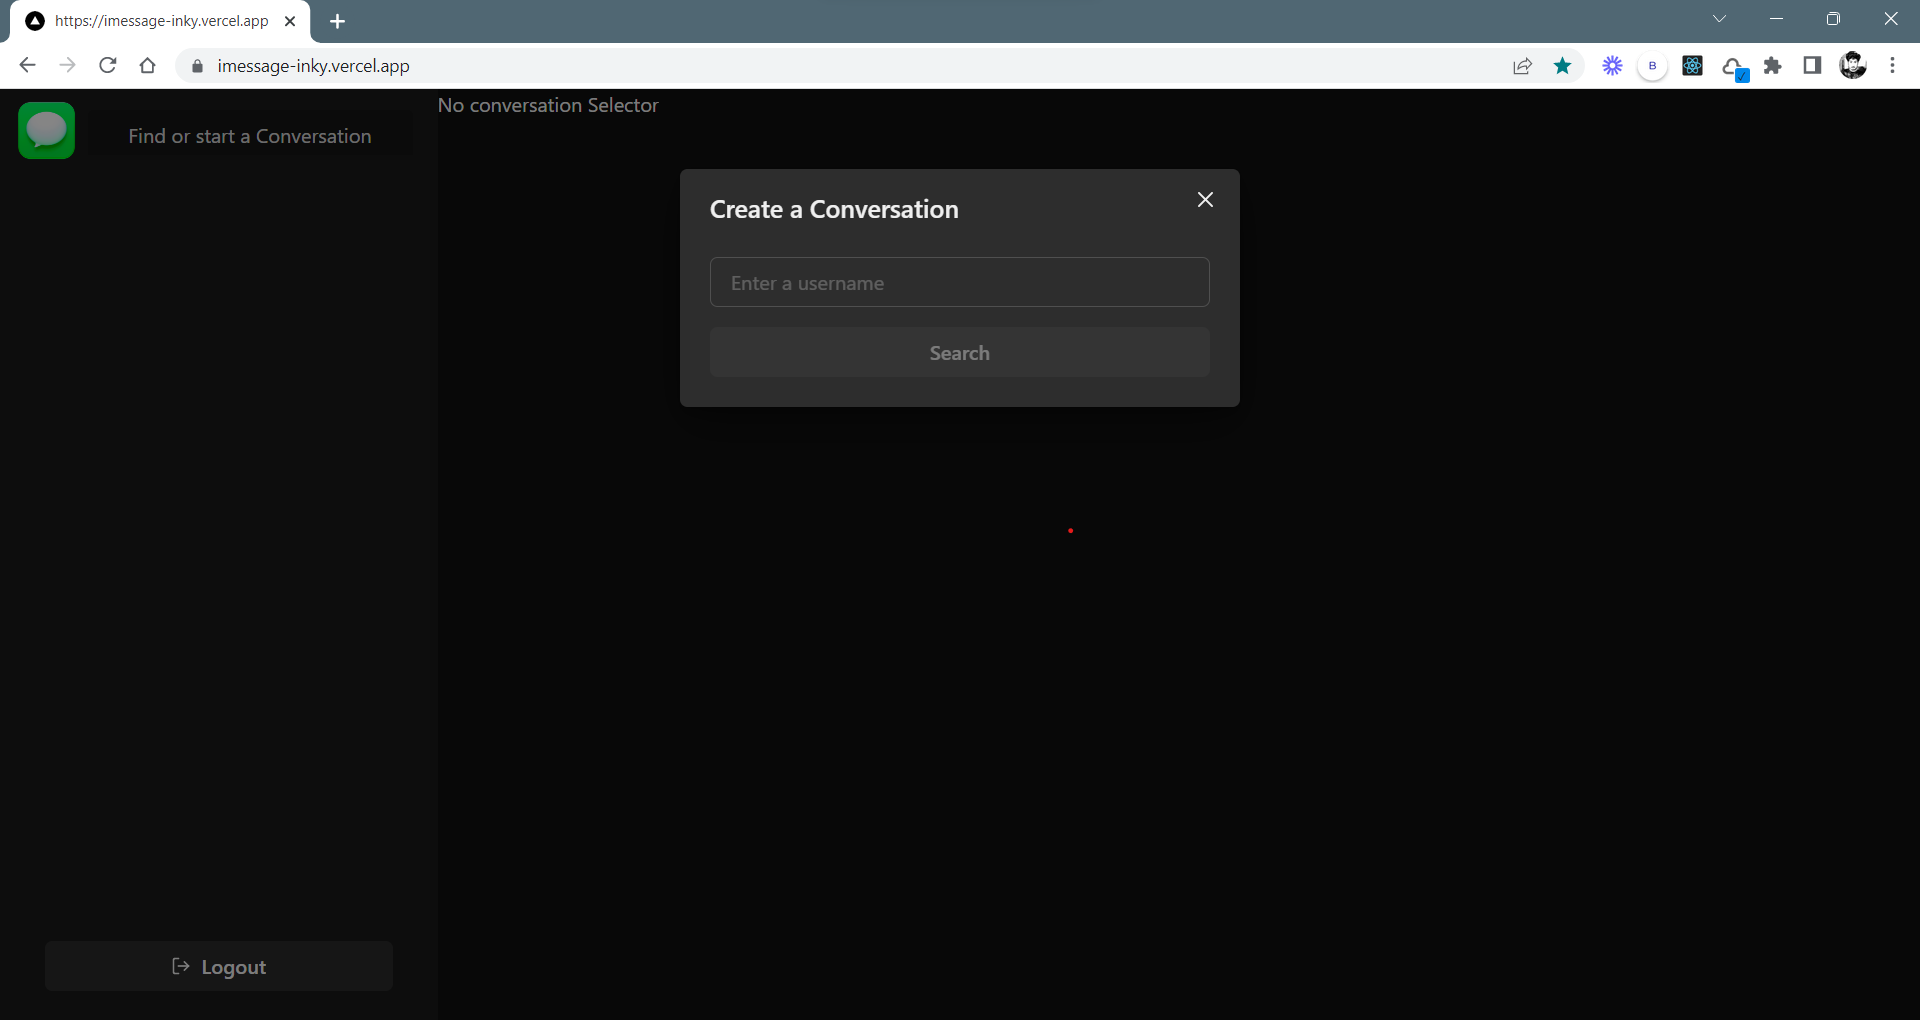 https://imessage-inky.vercel.app
imessage-inky.vercel.app
B
No conversation Selector
Find or start a Conversation
Create a Conversation
Enter a username
Search
Logout